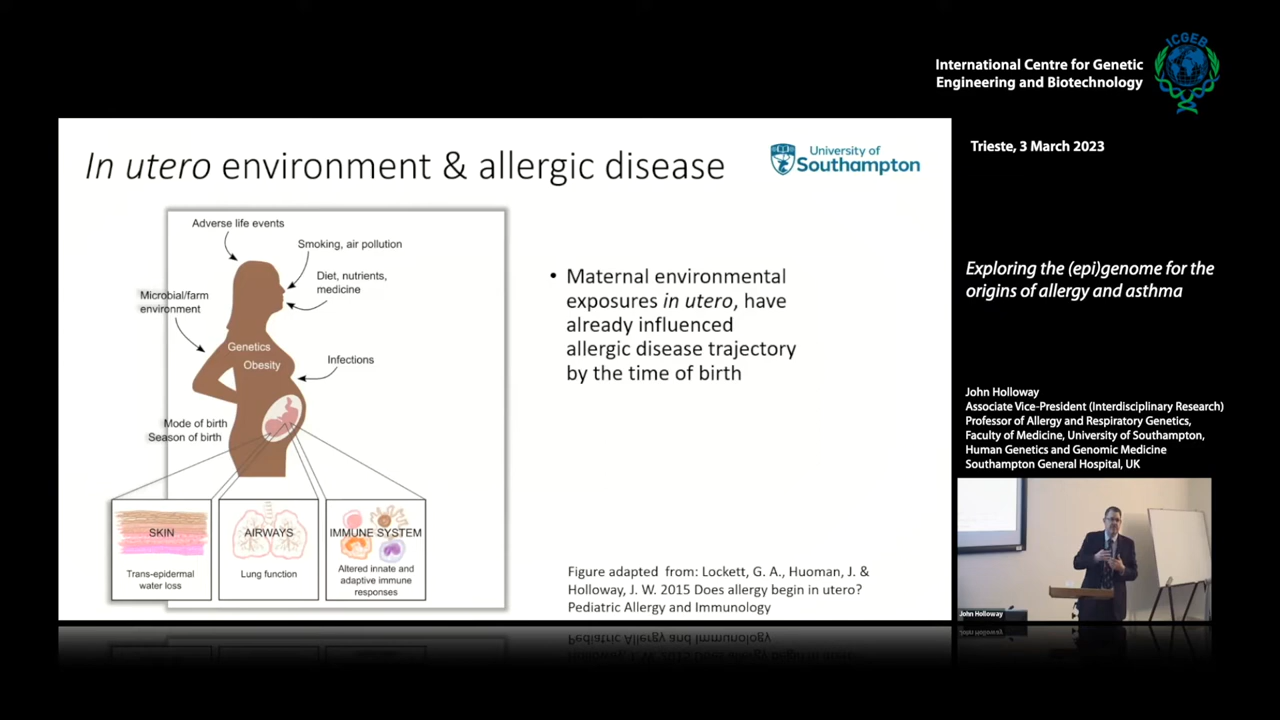 ICGEB
International Centre for Genetic
Engineering and Biotechnology
Trieste, 3 March 2023
In utero environment & allergic disease
University of
Southampton
Adverse life events
Smoking, air pollution
Diet, nutrients,
medicine
Microbial/farm
environment
Genetics
Obesity
Infections
Mode of birth
Season of birth
SKIN
Trans-epidermal
water loss
AIRWAYS
Lung function
IMMUNE SYSTEM
Altered innate and
adaptive immune
responses
• Maternal environmental
exposures in utero, have
already influenced
allergic disease trajectory
by the time of birth
Figure adapted from: Lockett, G. A., Huoman, J. &
Holloway, J. W. 2015 Does allergy begin in utero?
Pediatric Allergy and Immunology
Exploring the (epi)genome for the
origins of allergy and asthma
John Holloway
Associate Vice-President (Interdisciplinary Research)
Professor of Allergy and Respiratory Genetics,
Faculty of Medicine, University of Southampton,
Human Genetics and Genomic Medicine
Southampton General Hospital, UK
John Holloway